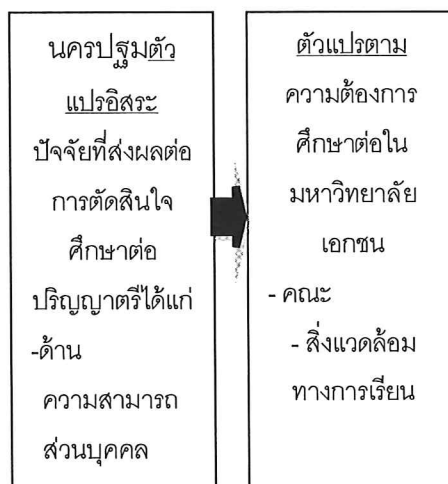 นครปฐมตัว
แปรอิสระ
ปัจจัยที่ส่งผลต่อ
การตัดสินใจ
ศึกษาต่อ
ปริญญาตรีได้แก่
-ด้าน
ความสามารถ
ส่วนบุคคล
ตัวแปรตาม
ความต้องการ
ศึกษาต่อใน
มหาวิทยาลัย
เอกชน
- คณะ
- สิ่งแวดล้อม
ทางการเรียน